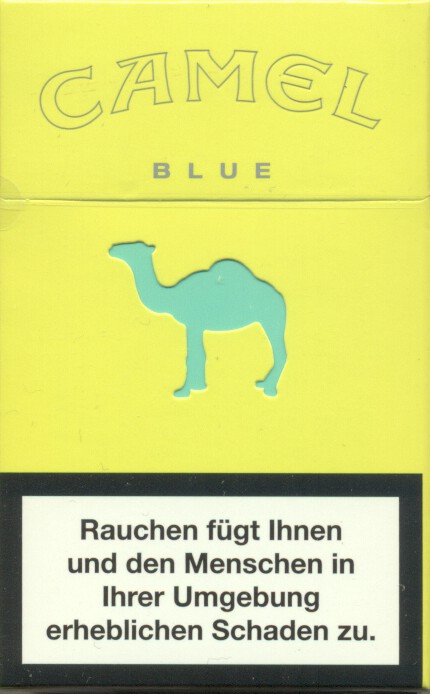 CAMEL
BLUE
Rauchen fügt Ihnen
und den Menschen in
Ihrer Umgebung
erheblichen Schaden zu.